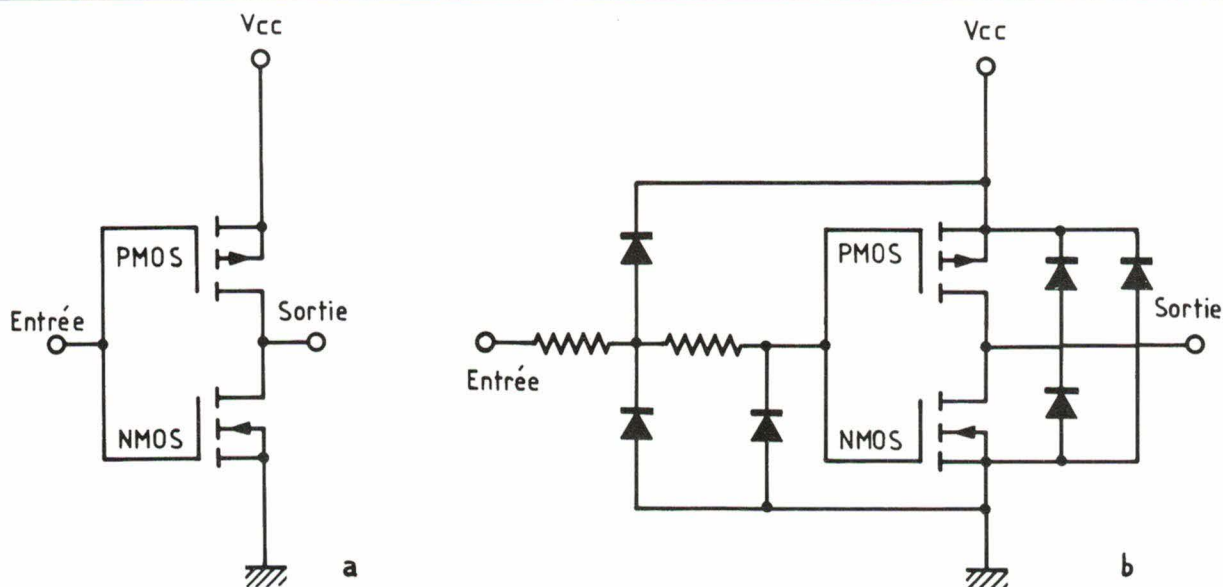 Vcc
PMOS
Entrée
Sortie
NMOS
a
Vcc
PMOS
Sortie
Entrée
NMOS
b